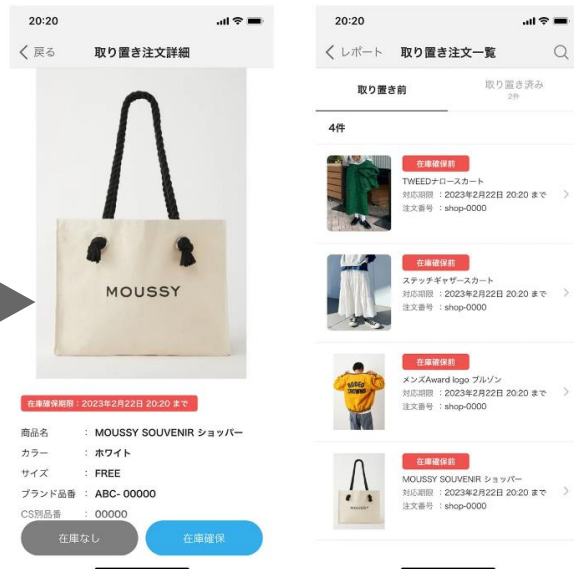 20:20
戻る 取り置き注文詳細
MOUSSY
在庫確保期限：2023年2月22日 20:20 まで
商品名 : MOUSSY SOUVENIR ショッパー
カラー : ホワイト
サイズ : FREE
ブランド品番 : ABC- 00000
CS別品番 : 00000
在庫なし 在庫確保
20:20
レポート 取り置き注文一覧
取り置き前 取り置き済み
2件
4件
在庫確保前
TWEEDナロースカート
対応期限 : 2023年2月22日 20:20 まで
注文番号 : shop-0000
在庫確保前
ステッチギャザースカート
対応期限 : 2023年2月22日 20:20 まで
注文番号 : shop-0000
在庫確保前
RODEO
CROWNS
メンズAward logo ブルゾン
対応期限 : 2023年2月22日 20:20 まで
注文番号 : shop-0000
在庫確保前
MOUSSY
MOUSSY SOUVENIR ショッパー
対応期限 : 2023年2月22日 20:20 まで
注文番号 : shop-0000